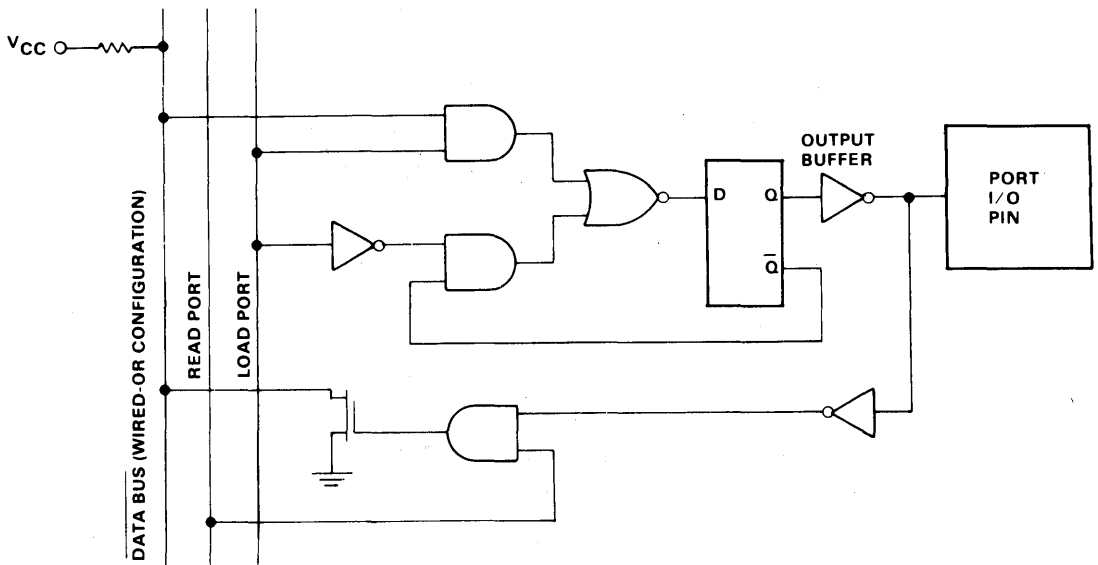 VCC
DATA BUS (WIRED-OR CONFIGURATION)
READ PORT
LOAD PORT
D
Q
Q̅
OUTPUT
BUFFER
PORT
I/O
PIN